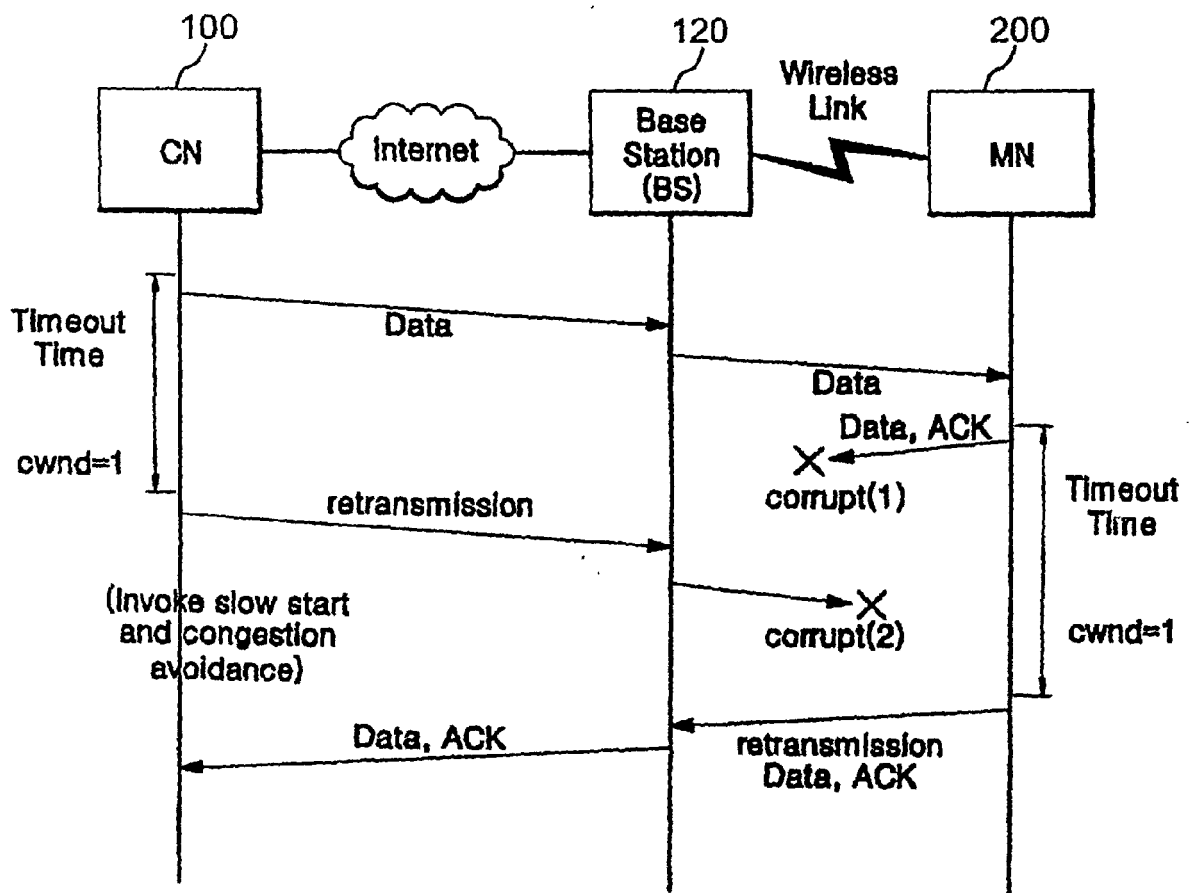 100
120
200
Wireless
Link
CN
Internet
Base
Station
(BS)
MN
Timeout
Time
cwnd=1
Data
Data
Data, ACK
corrupt(1)
Timeout
Time
cwnd=1
retransmission
(Invoke slow start
and congestion
avoidance)
corrupt(2)
Data, ACK
retransmission
Data, ACK